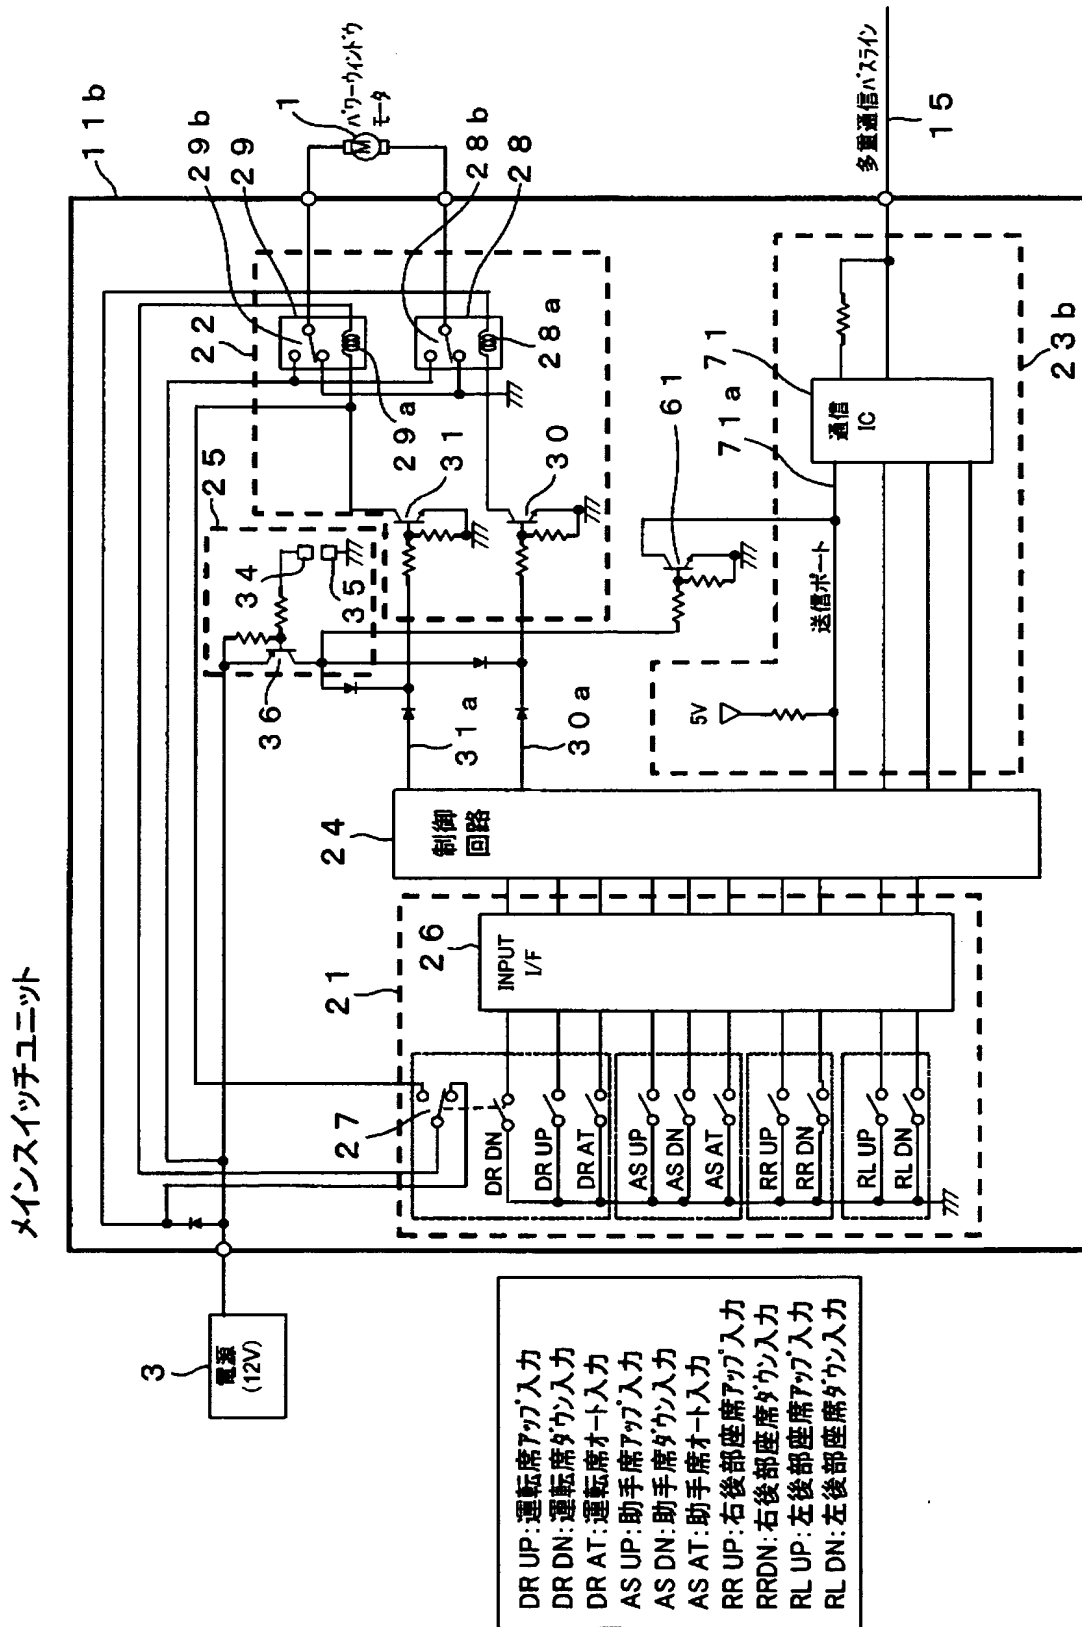 メインスイッチユニット
11b
3
電源
(12V)
25
22
29b
29
1
パワーウィンドウ
モータ
28b
28
34
35
36
29a
31
28a
30
31a
30a
61
71a
71
通信
IC
送信ポート
5V
23b
多重通信バスライン
15
24
制御
回路
21
26
INPUT
I/F
27
DR DN
DR UP
DR AT
AS UP
AS DN
AS AT
RR UP
RR DN
RL UP
RL DN
M
DR UP:運転席アップ入力
DR DN:運転席ダウン入力
DR AT:運転席オート入力
AS UP:助手席アップ入力
AS DN:助手席ダウン入力
AS AT:助手席オート入力
RR UP:右後部座席アップ入力
RRDN:右後部座席ダウン入力
RL UP:左後部座席アップ入力
RL DN:左後部座席ダウン入力